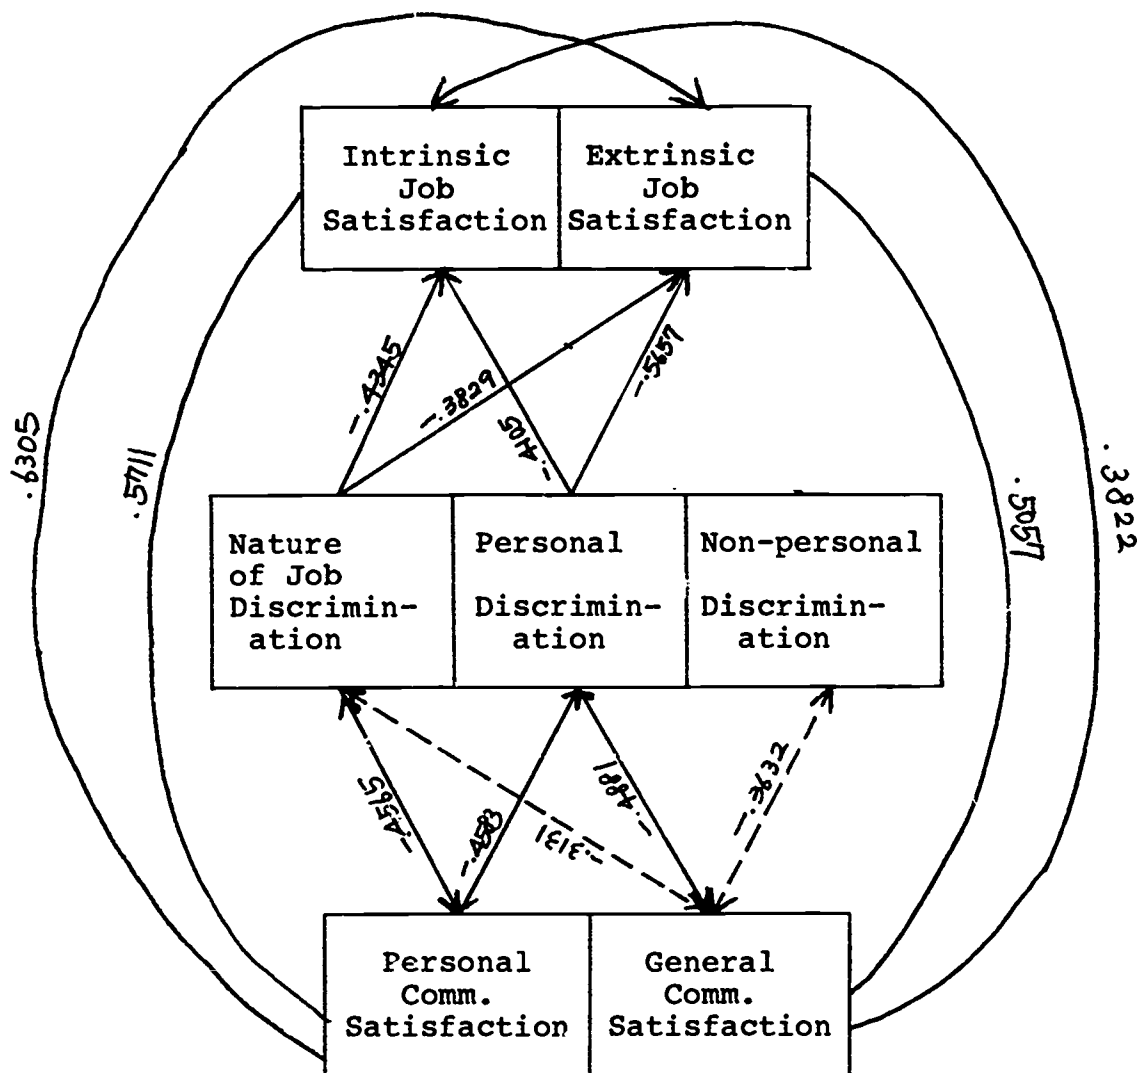 Intrinsic
Job
Satisfaction
Extrinsic
Job
Satisfaction
-.4345
-.3829
-.4105
-.5657
.6305
.5711
.5057
.3822
Nature
of Job
Discrimin-
ation
Personal
Discrimin-
ation
Non-personal
Discrimin-
ation
-.4565
-.4583
-.3131
-.4881
-.3632
Personal
Comm.
Satisfaction
General
Comm.
Satisfaction